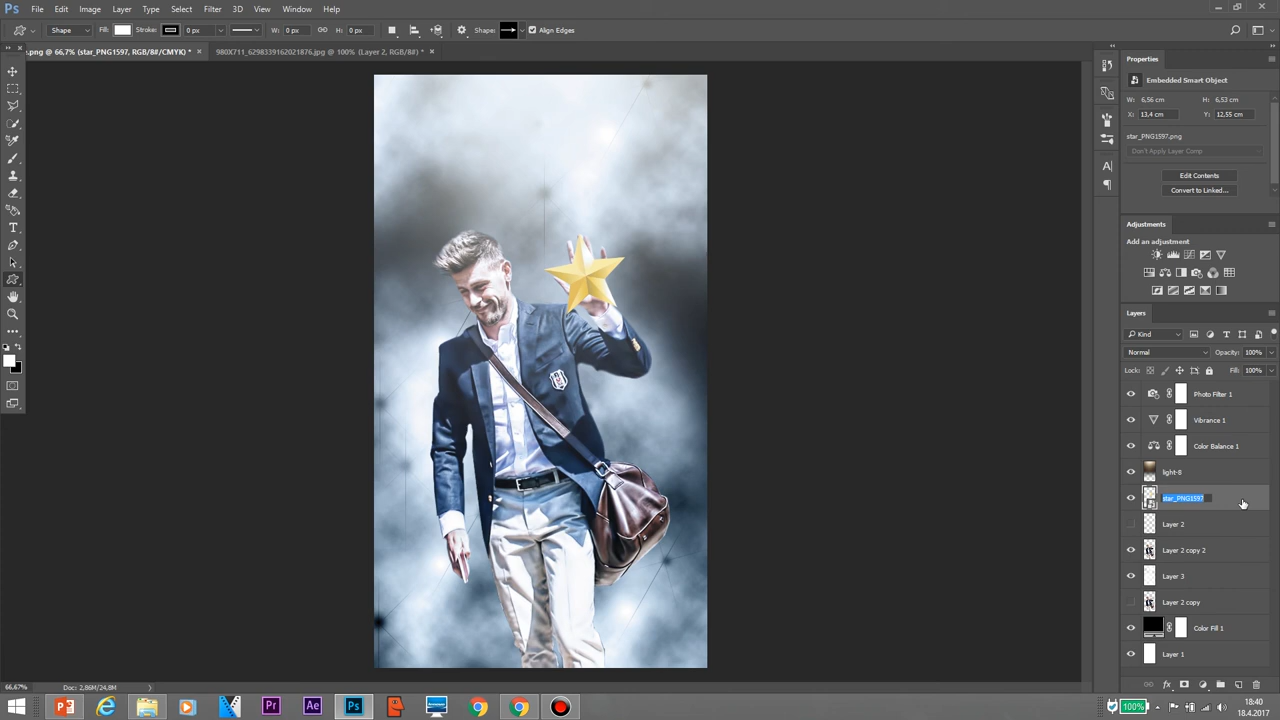 Ps File Edit Image Layer Type Select Filter 3D View Window Help
Shape Fill: Stroke: 0 px W: 0 px H: 0 px Shape: Align Edges
e.png @ 66,7% (star_PNG1597, RGB/8#/CMYK) * × 980X711_6298339162021876.jpg @ 100% (Layer 2, RGB/8#) * ×
Properties
Embedded Smart Object
W: 6,56 cm H: 6,53 cm
X: 13,4 cm Y: 12,55 cm
star_PNG1597.png
Don't Apply Layer Comp
Edit Contents
Convert to Linked...
Adjustments
Add an adjustment
Layers
Kind
Normal Opacity: 100%
Lock: Fill: 100%
Photo Filter 1
Vibrance 1
Color Balance 1
light-8
star_PNG1597
Layer 2
Layer 2 copy 2
Layer 3
Layer 2 copy
Color Fill 1
Layer 1
66.67% Doc: 2,86M/24,8M
Pr Ae Ps 100% 18:40
18.4.2017